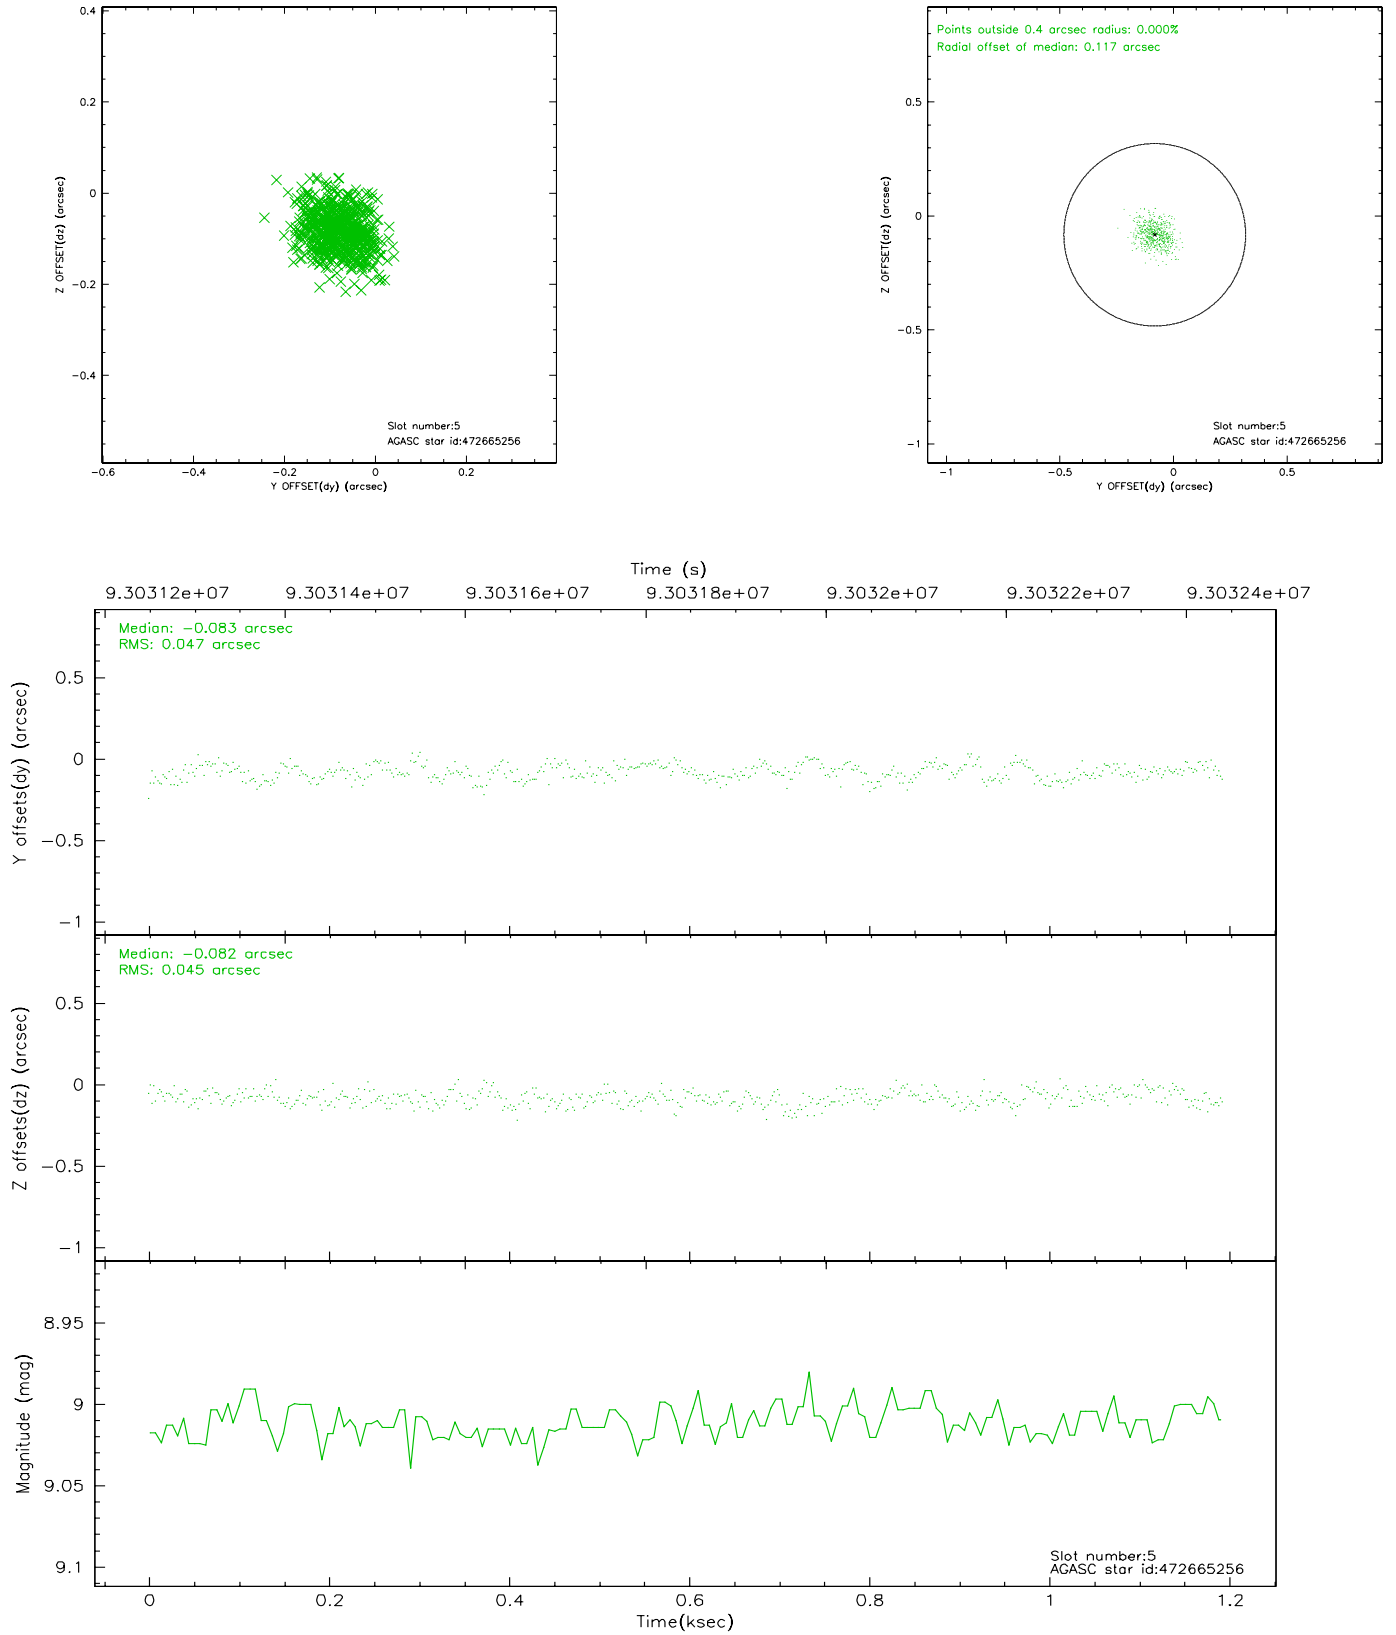 0.4
0.2
0
−0.2
−0.4
Z OFFSET(dz) (arcsec)
Slot number:5
AGASC star id:472665256
−0.6
−0.4
−0.2
0
0.2
Y OFFSET(dy) (arcsec)
Points outside 0.4 arcsec radius: 0.000%
Radial offset of median: 0.117 arcsec
0.5
0
−0.5
−1
Z OFFSET(dz) (arcsec)
Slot number:5
AGASC star id:472665256
−1
−0.5
0
0.5
Y OFFSET(dy) (arcsec)
Time (s)
9.30312e+07
9.30314e+07
9.30316e+07
9.30318e+07
9.3032e+07
9.30322e+07
9.30324e+07
Median: −0.083 arcsec
RMS: 0.047 arcsec
0.5
0
−0.5
−1
Y offsets(dy) (arcsec)
Median: −0.082 arcsec
RMS: 0.045 arcsec
0.5
0
−0.5
−1
Z offsets(dz) (arcsec)
8.95
9
9.05
9.1
Magnitude (mag)
Slot number:5
AGASC star id:472665256
0
0.2
0.4
0.6
0.8
1
1.2
Time(ksec)